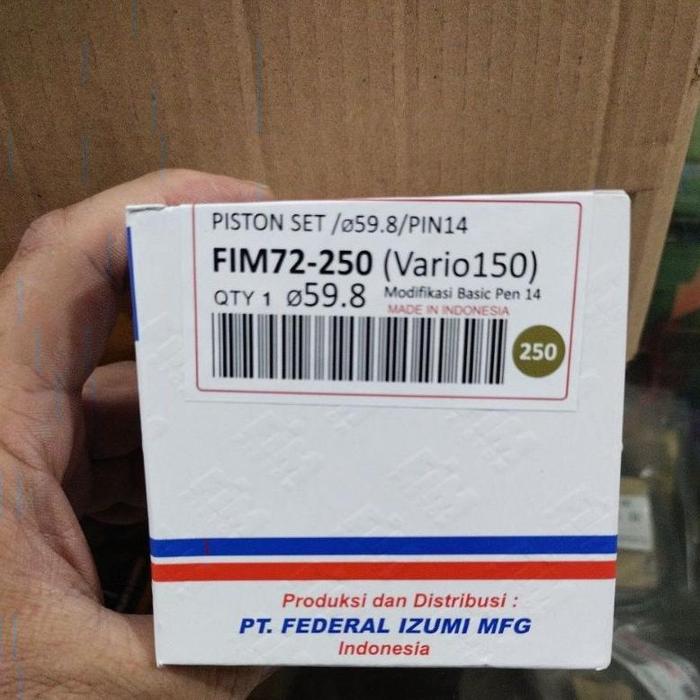 PISTON SET /ø59.8/PIN14
FIM72-250 (Vario150)
QTY 1 ø59.8 Modifikasi Basic Pen 14
MADE IN INDONESIA
250
Produksi dan Distribusi :
PT. FEDERAL IZUMI MFG
Indonesia